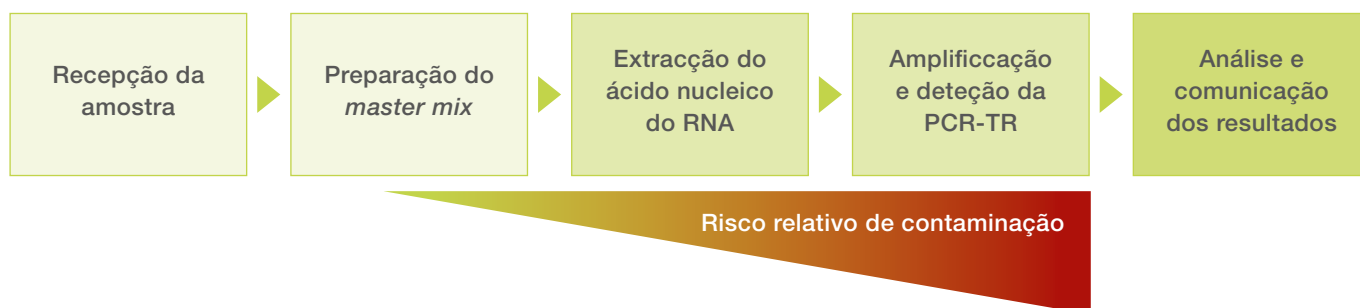 Recepção da
amostra
Preparação do
master mix
Extracção do
ácido nucleico
do RNA
Amplificcação
e deteção da
PCR-TR
Análise e
comunicação
dos resultados
Risco relativo de contaminação